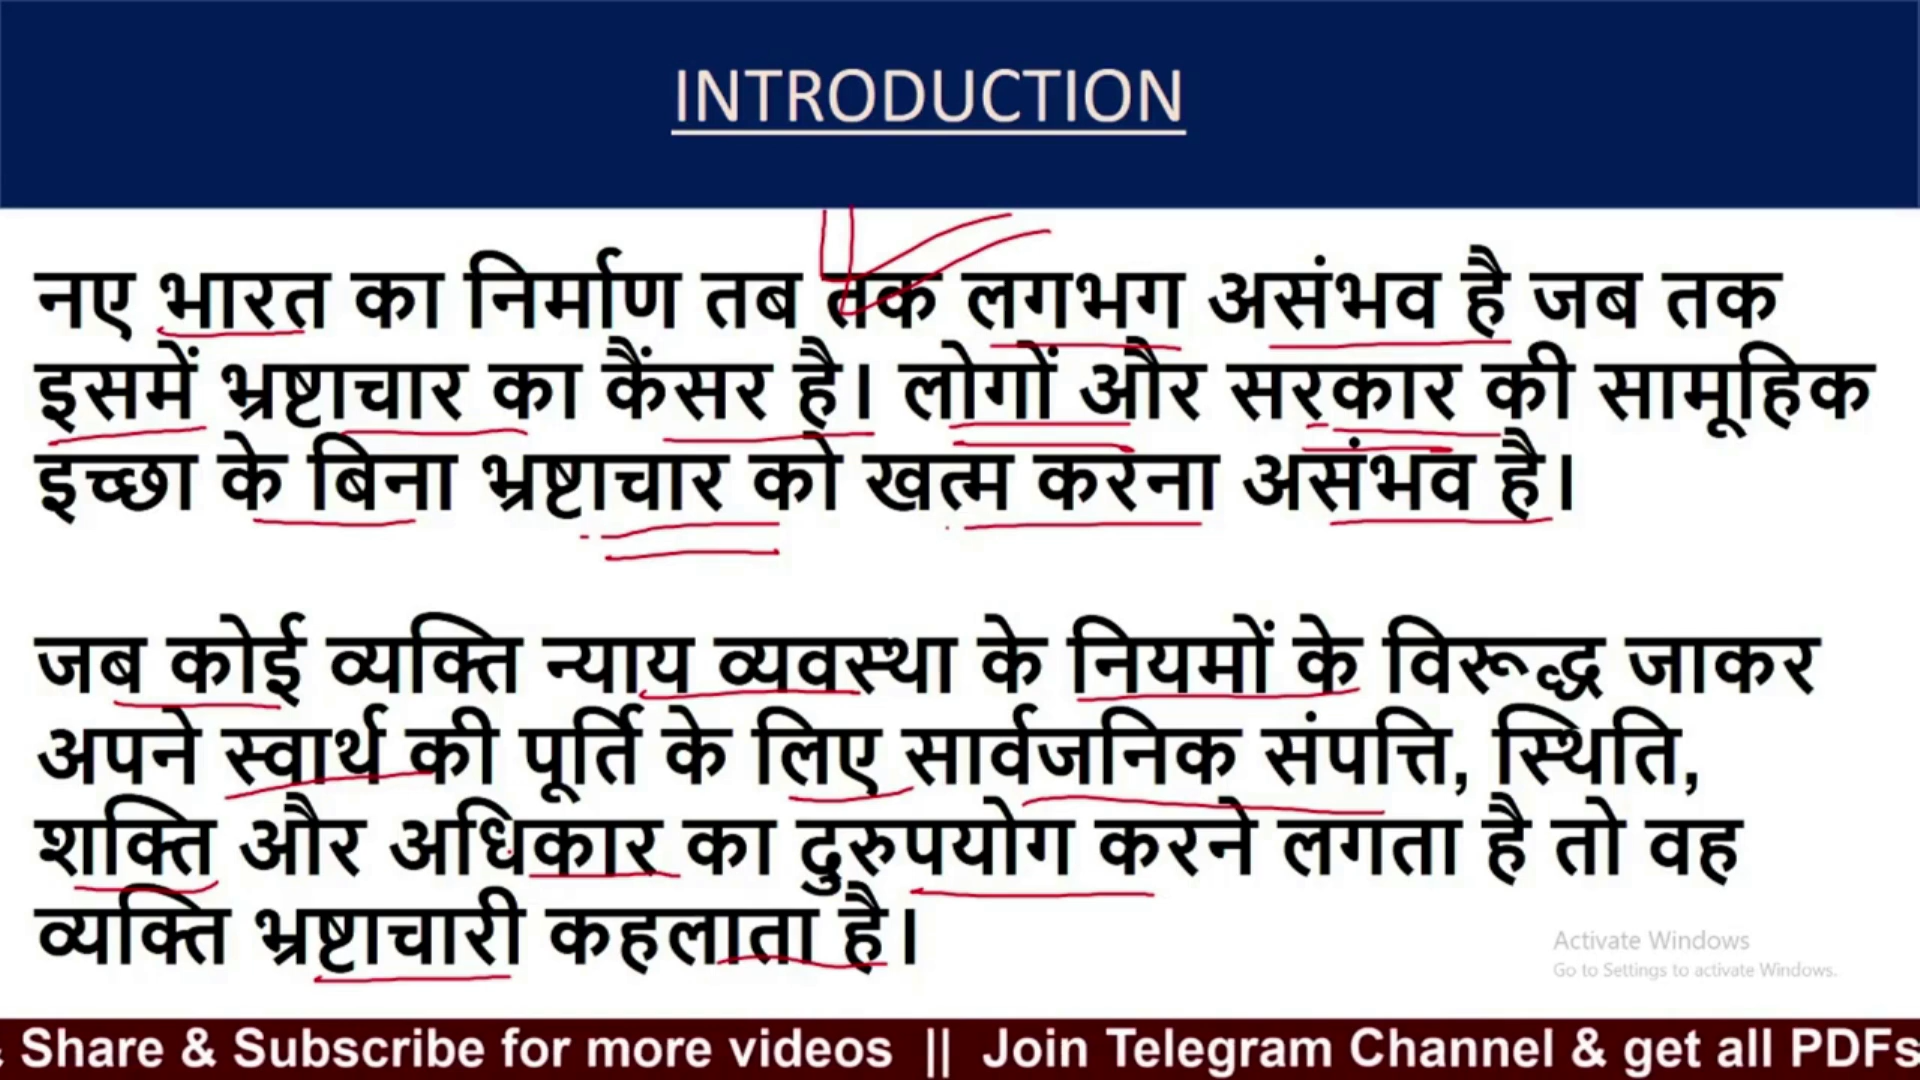 INTRODUCTION
नए भारत का निर्माण तब तक लगभग असंभव है जब तक
इसमें भ्रष्टाचार का कैंसर है। लोगों और सरकार की सामूहिक
इच्छा के बिना भ्रष्टाचार को खत्म करना असंभव है।
जब कोई व्यक्ति न्याय व्यवस्था के नियमों के विरूद्ध जाकर
अपने स्वार्थ की पूर्ति के लिए सार्वजनिक संपत्ति, स्थिति,
शक्ति और अधिकार का दुरुपयोग करने लगता है तो वह
व्यक्ति भ्रष्टाचारी कहलाता है।
Activate Windows
Go to Settings to activate Windows.
& Share & Subscribe for more videos || Join Telegram Channel & get all PDFs